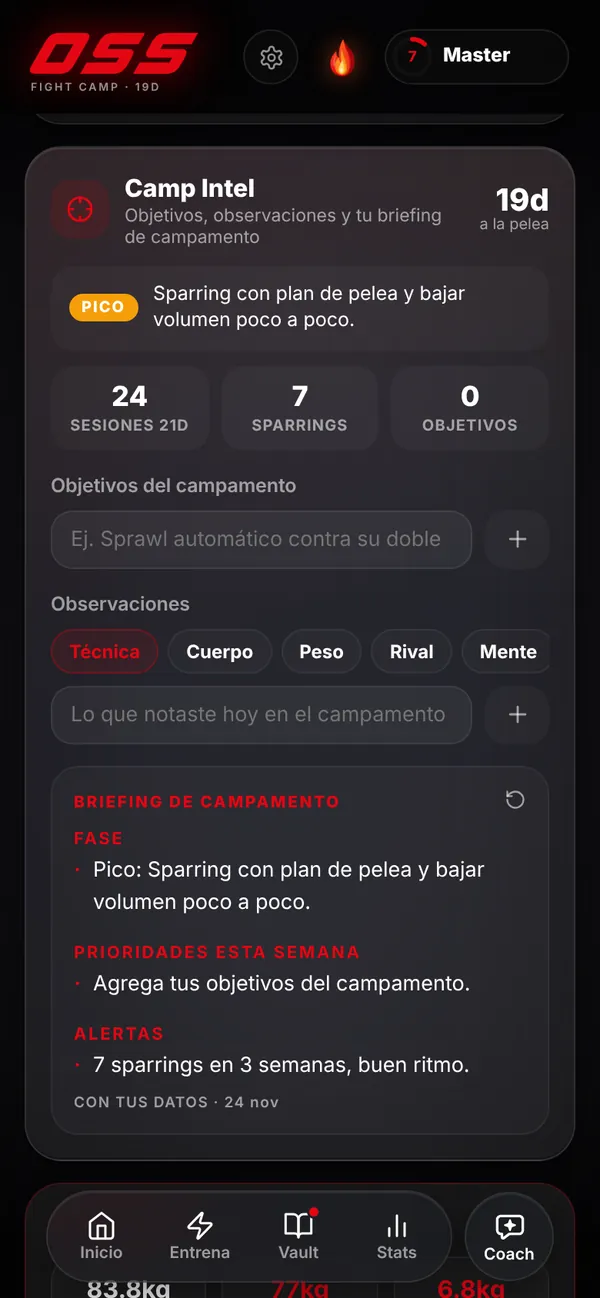 OSS
FIGHT CAMP · 19D
7
Master
Camp Intel
Objetivos, observaciones y tu briefing
de campamento
19d
a la pelea
PICO
Sparring con plan de pelea y bajar
volumen poco a poco.
24
SESIONES 21D
7
SPARRINGS
0
OBJETIVOS
Objetivos del campamento
Ej. Sprawl automático contra su doble
Observaciones
Técnica
Cuerpo
Peso
Rival
Mente
Lo que notaste hoy en el campamento
BRIEFING DE CAMPAMENTO
FASE
· Pico: Sparring con plan de pelea y bajar
volumen poco a poco.
PRIORIDADES ESTA SEMANA
· Agrega tus objetivos del campamento.
ALERTAS
· 7 sparrings en 3 semanas, buen ritmo.
CON TUS DATOS · 24 nov
Inicio
Entrena
Vault
Stats
Coach
83.8kg
77kg
6.8kg